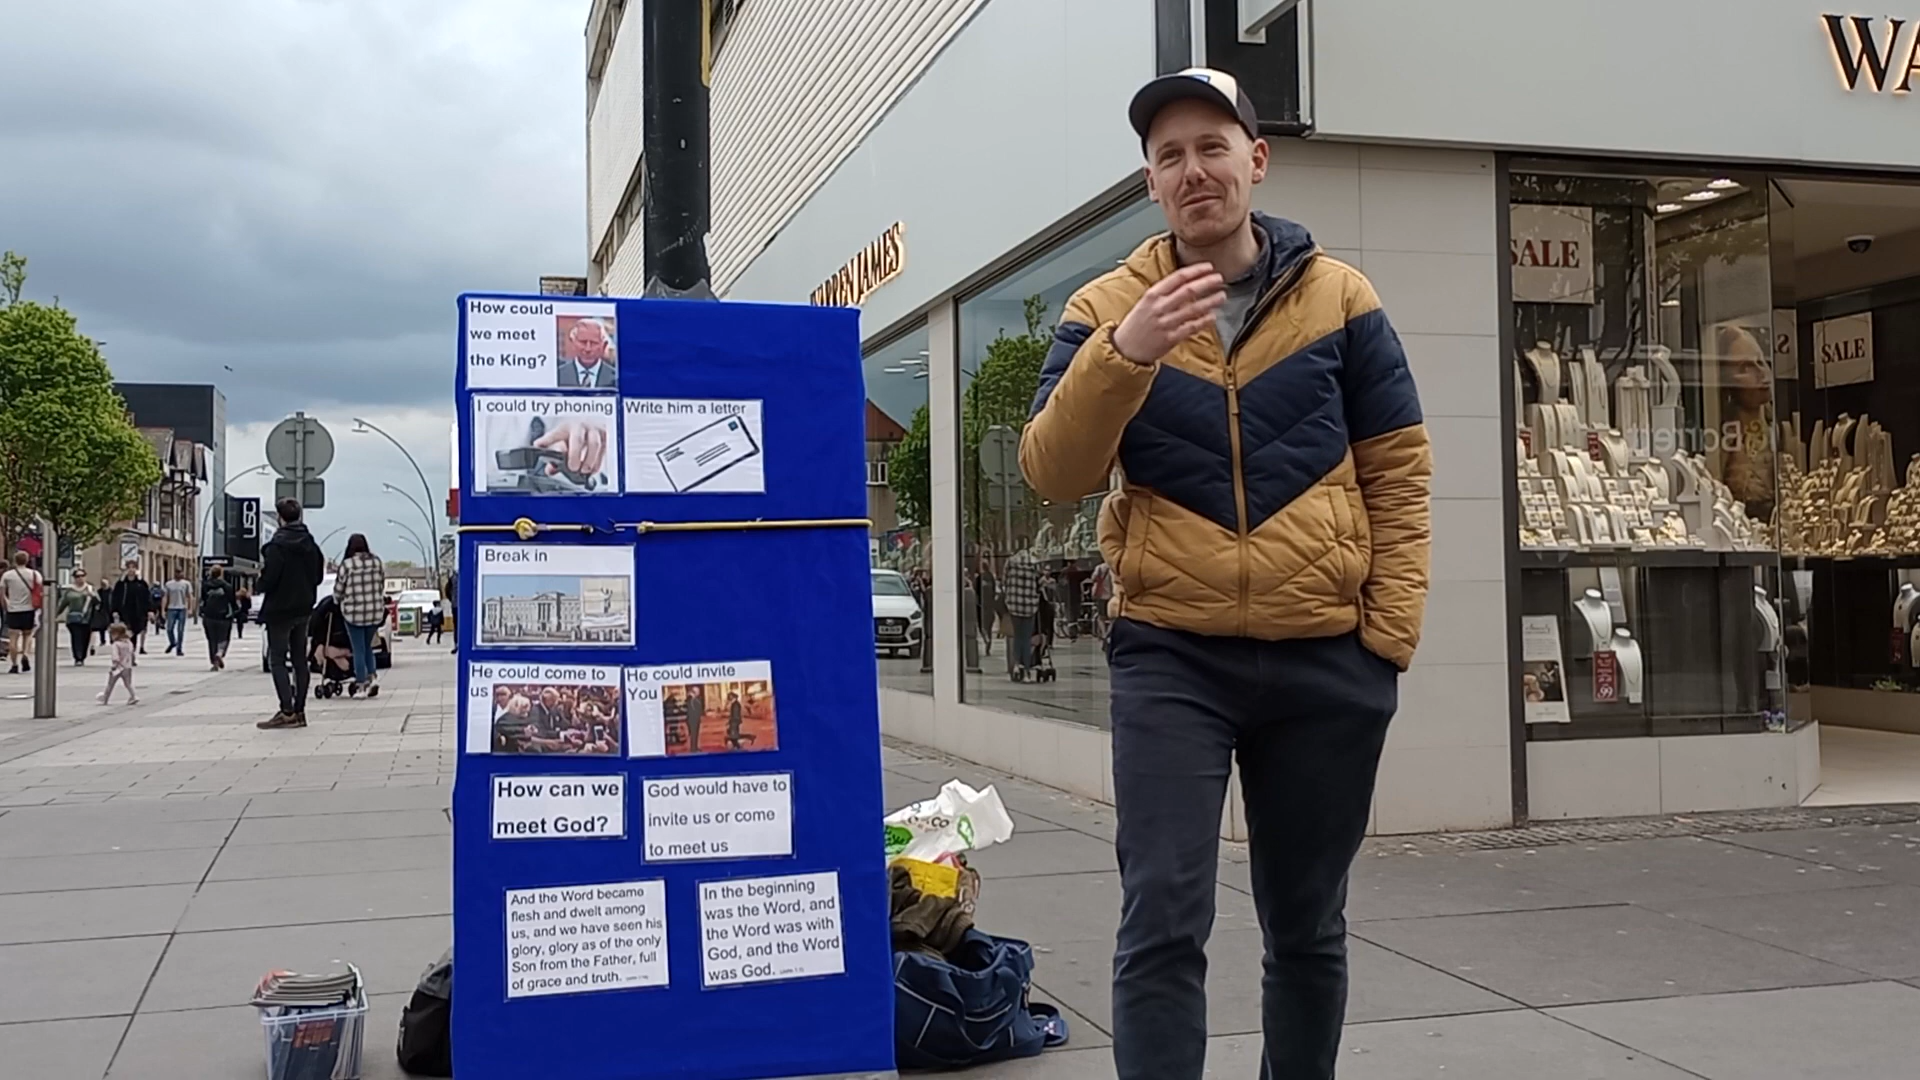 How could
we meet
the King?
I could try phoning
Write him a letter
Break in
He could come to
us
He could invite
You
How can we
meet God?
God would have to
invite us or come
to meet us
And the Word became
flesh and dwelt among
us, and we have seen his
glory, glory as of the only
Son from the Father, full
of grace and truth.
In the beginning
was the Word, and
the Word was with
God, and the Word
was God.
WARREN JAMES
WA
SALE
SALE
USC
.99